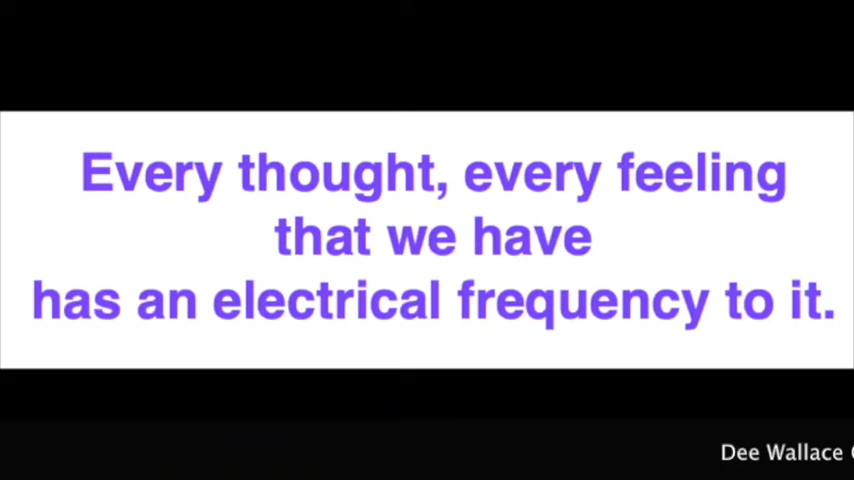 Every thought, every feeling
that we have
has an electrical frequency to it.
Dee Wallace